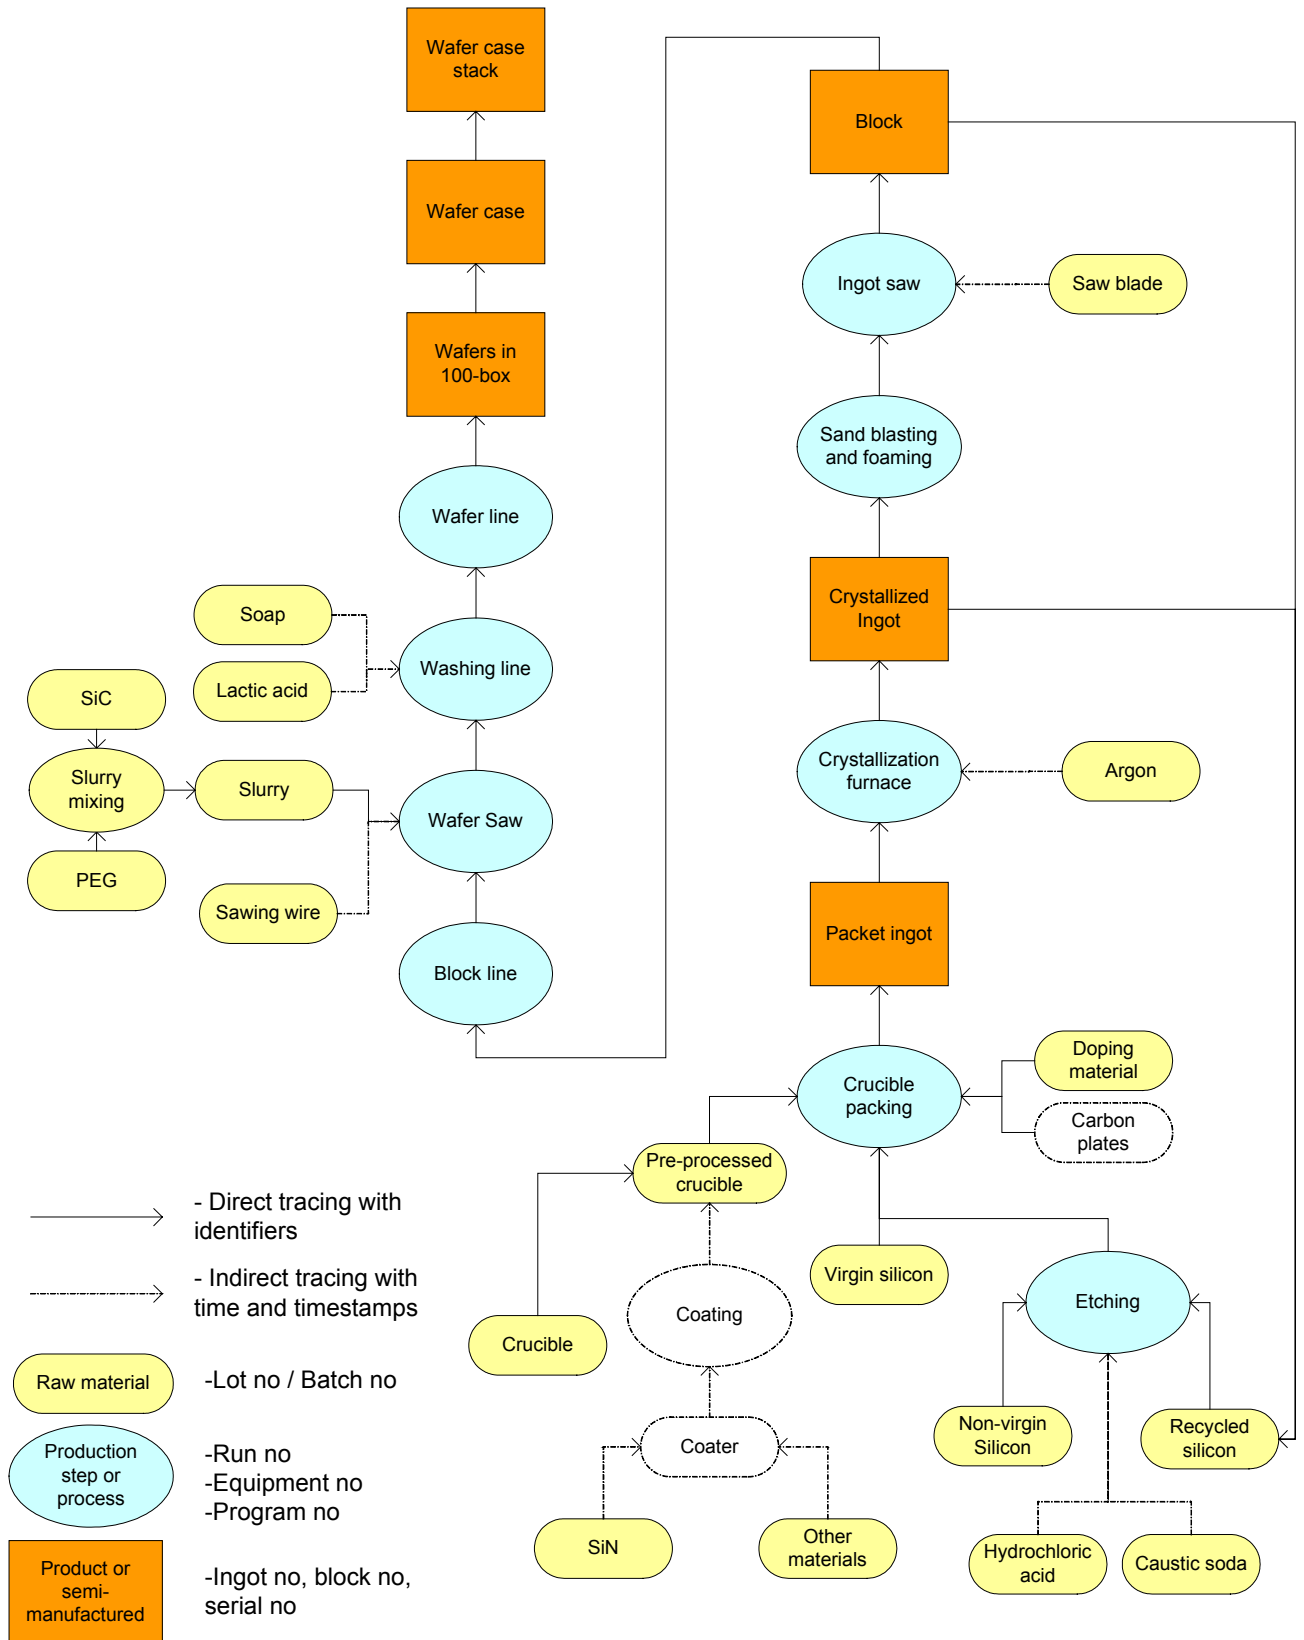 Wafer case
stack
Wafer case
Wafers in
100-box
Wafer line
Soap
Washing line
Lactic acid
SiC
Slurry
mixing
Slurry
Wafer Saw
PEG
Sawing wire
Block line
Block
Ingot saw
Saw blade
Sand blasting
and foaming
Crystallized
Ingot
Crystallization
furnace
Argon
Packet ingot
Crucible
packing
Doping
material
Carbon
plates
Pre-processed
crucible
Virgin silicon
Etching
Coating
Crucible
Coater
Non-virgin
Silicon
Recycled
silicon
SiN
Other
materials
Hydrochloric
acid
Caustic soda
- Direct tracing with
identifiers
- Indirect tracing with
time and timestamps
Raw material
-Lot no / Batch no
Production
step or
process
-Run no
-Equipment no
-Program no
Product or
semi-
manufactured
-Ingot no, block no,
serial no